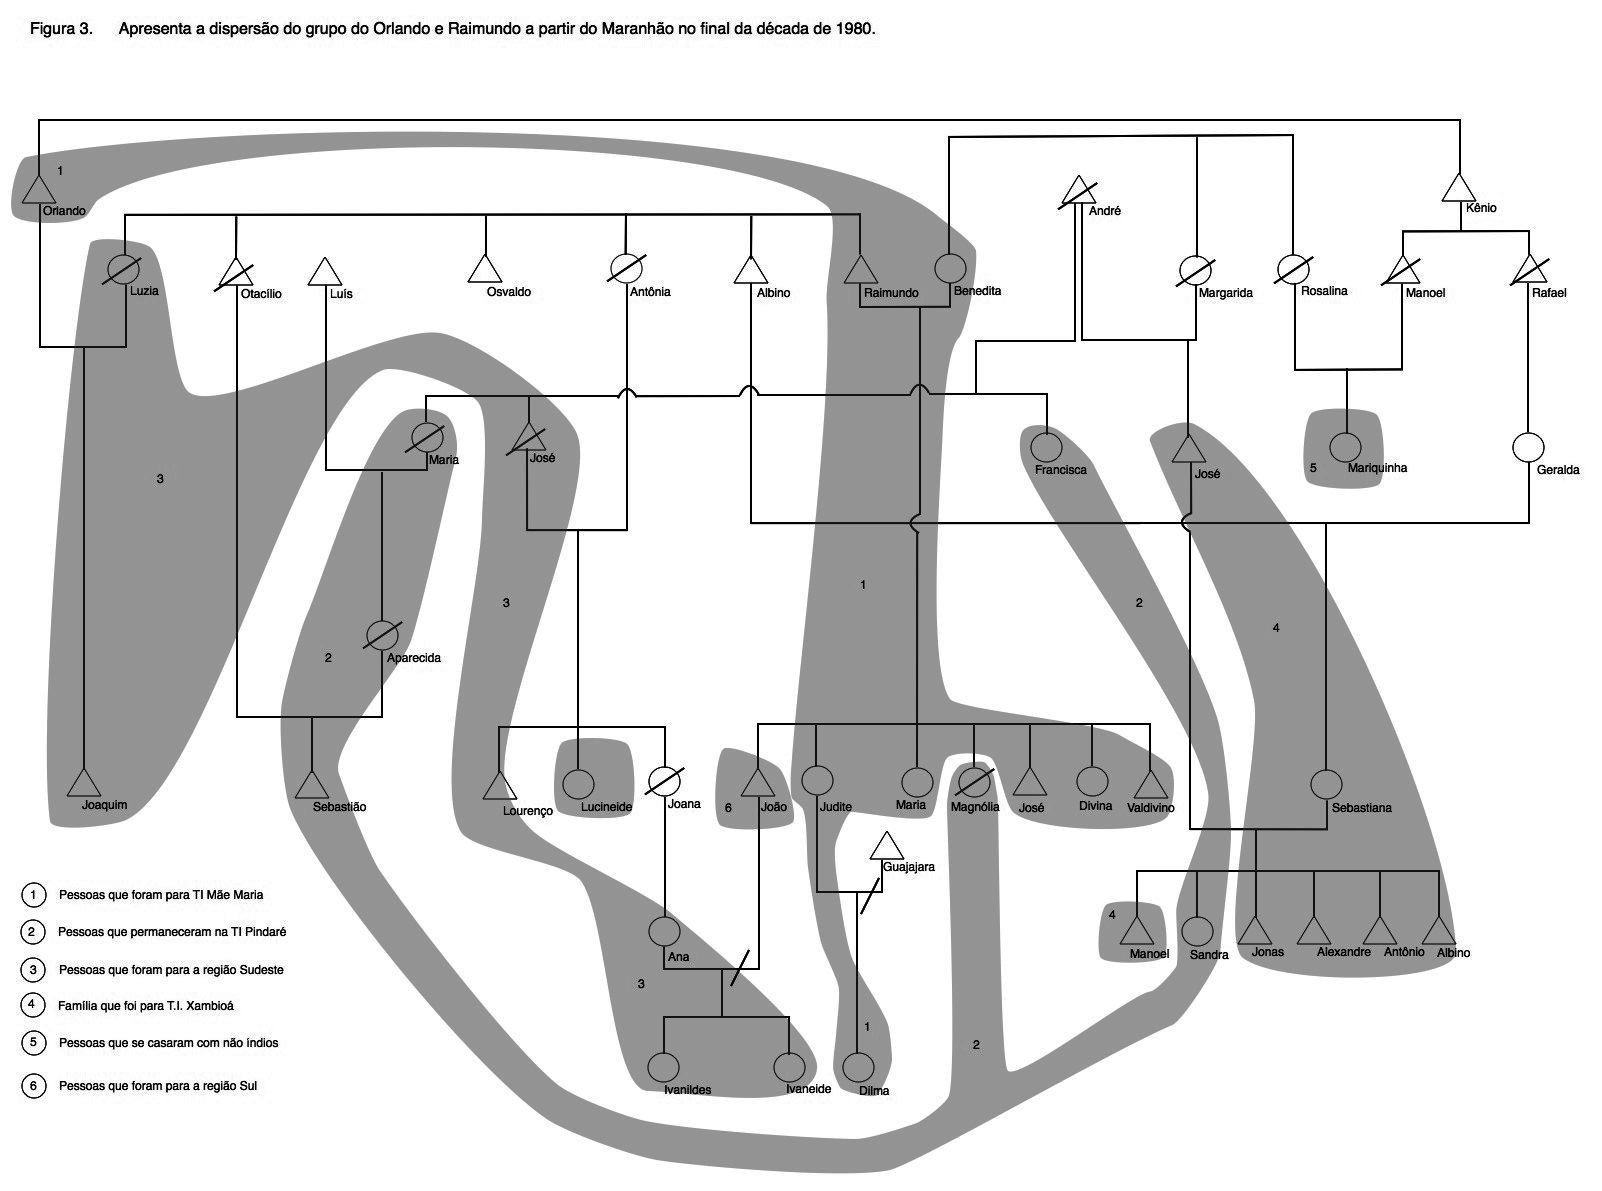 Figura 3. Apresenta a dispersão do grupo do Orlando e Raimundo a partir do Maranhão no final da década de 1980.
1
Orlando
André
Kênio
Luzia
Otacílio
Luís
Osvaldo
Antônia
Albino
Raimundo
Benedita
Margarida
Rosalina
Manoel
Rafael
Maria
José
Francisca
José
5
Mariquinha
Geralda
3
3
1
2
4
2
Aparecida
Joaquim
Sebastião
Lourenço
Lucineide
Joana
6
João
Judite
Maria
Magnólia
José
Divina
Valdivino
Sebastiana
Guajajara
1 Pessoas que foram para TI Mãe Maria
2 Pessoas que permaneceram na TI Pindaré
3 Pessoas que foram para a região Sudeste
4 Família que foi para T.I. Xambioá
5 Pessoas que se casaram com não índios
6 Pessoas que foram para a região Sul
Ana
4
Manoel
Sandra
Jonas
Alexandre
Antônio
Albino
3
1
2
Ivanildes
Ivaneide
Dilma